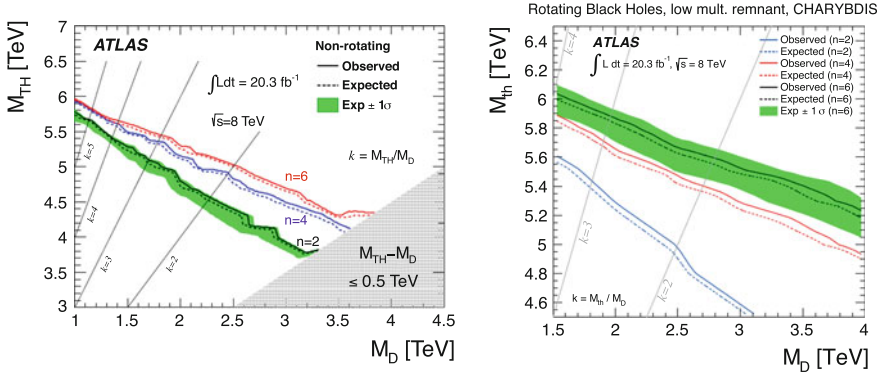 Rotating Black Holes, low mult. remnant, CHARYBDIS
M_TH [TeV]
7
6.5
6
5.5
5
4.5
4
3.5
3
ATLAS
Non-rotating
Observed
Expected
Exp ± 1σ
∫Ldt = 20.3 fb⁻¹
√s=8 TeV
k = M_TH/M_D
k=5
k=4
k=3
k=2
n=6
n=4
n=2
M_TH−M_D
≤ 0.5 TeV
1
1.5
2
2.5
3
3.5
4
4.5
M_D [TeV]
M_th [TeV]
6.4
6.2
6
5.8
5.6
5.4
5.2
5
4.8
4.6
k=4
ATLAS
∫ L dt = 20.3 fb⁻¹, √s = 8 TeV
Observed (n=2)
Expected (n=2)
Observed (n=4)
Expected (n=4)
Observed (n=6)
Expected (n=6)
Exp ± 1 σ (n=6)
k=3
k=2
k = M_th / M_D
1.5
2
2.5
3
3.5
4
M_D [TeV]